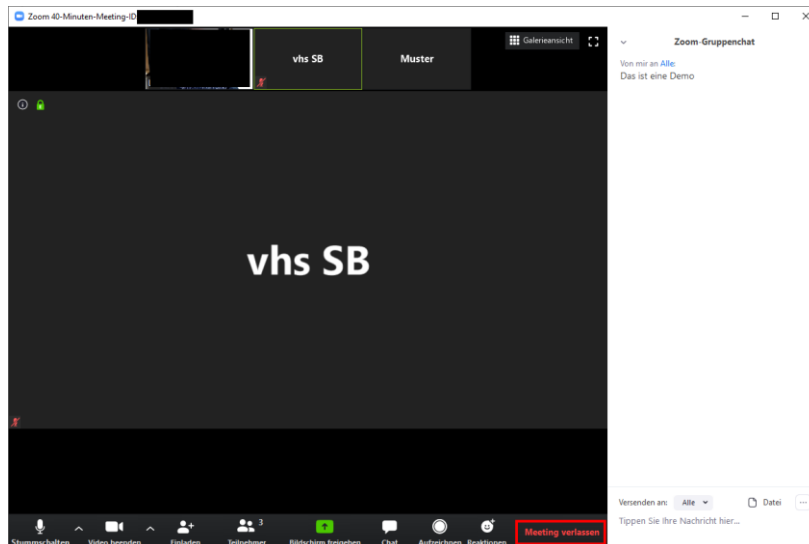 Zoom 40-Minuten-Meeting-ID
Galerieansicht
vhs SB
Muster
vhs SB
Stummschalten
Video beenden
Einladen
3
Teilnehmer
Bildschirm freigeben
Chat
Aufzeichnen
Reaktionen
Meeting verlassen
Zoom-Gruppenchat
Von mir an Alle:
Das ist eine Demo
Versenden an: Alle
Datei
Tippen Sie Ihre Nachricht hier...